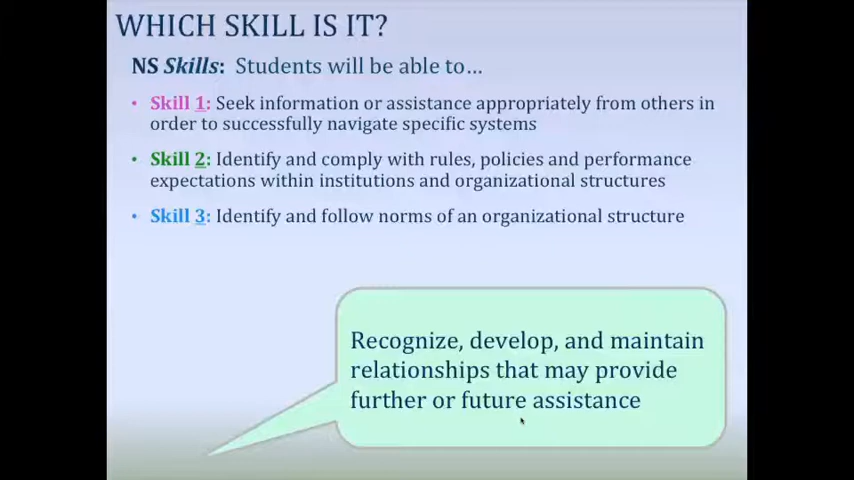 WHICH SKILL IS IT?
NS Skills: Students will be able to…
• Skill 1: Seek information or assistance appropriately from others in
order to successfully navigate specific systems
• Skill 2: Identify and comply with rules, policies and performance
expectations within institutions and organizational structures
• Skill 3: Identify and follow norms of an organizational structure
Recognize, develop, and maintain
relationships that may provide
further or future assistance